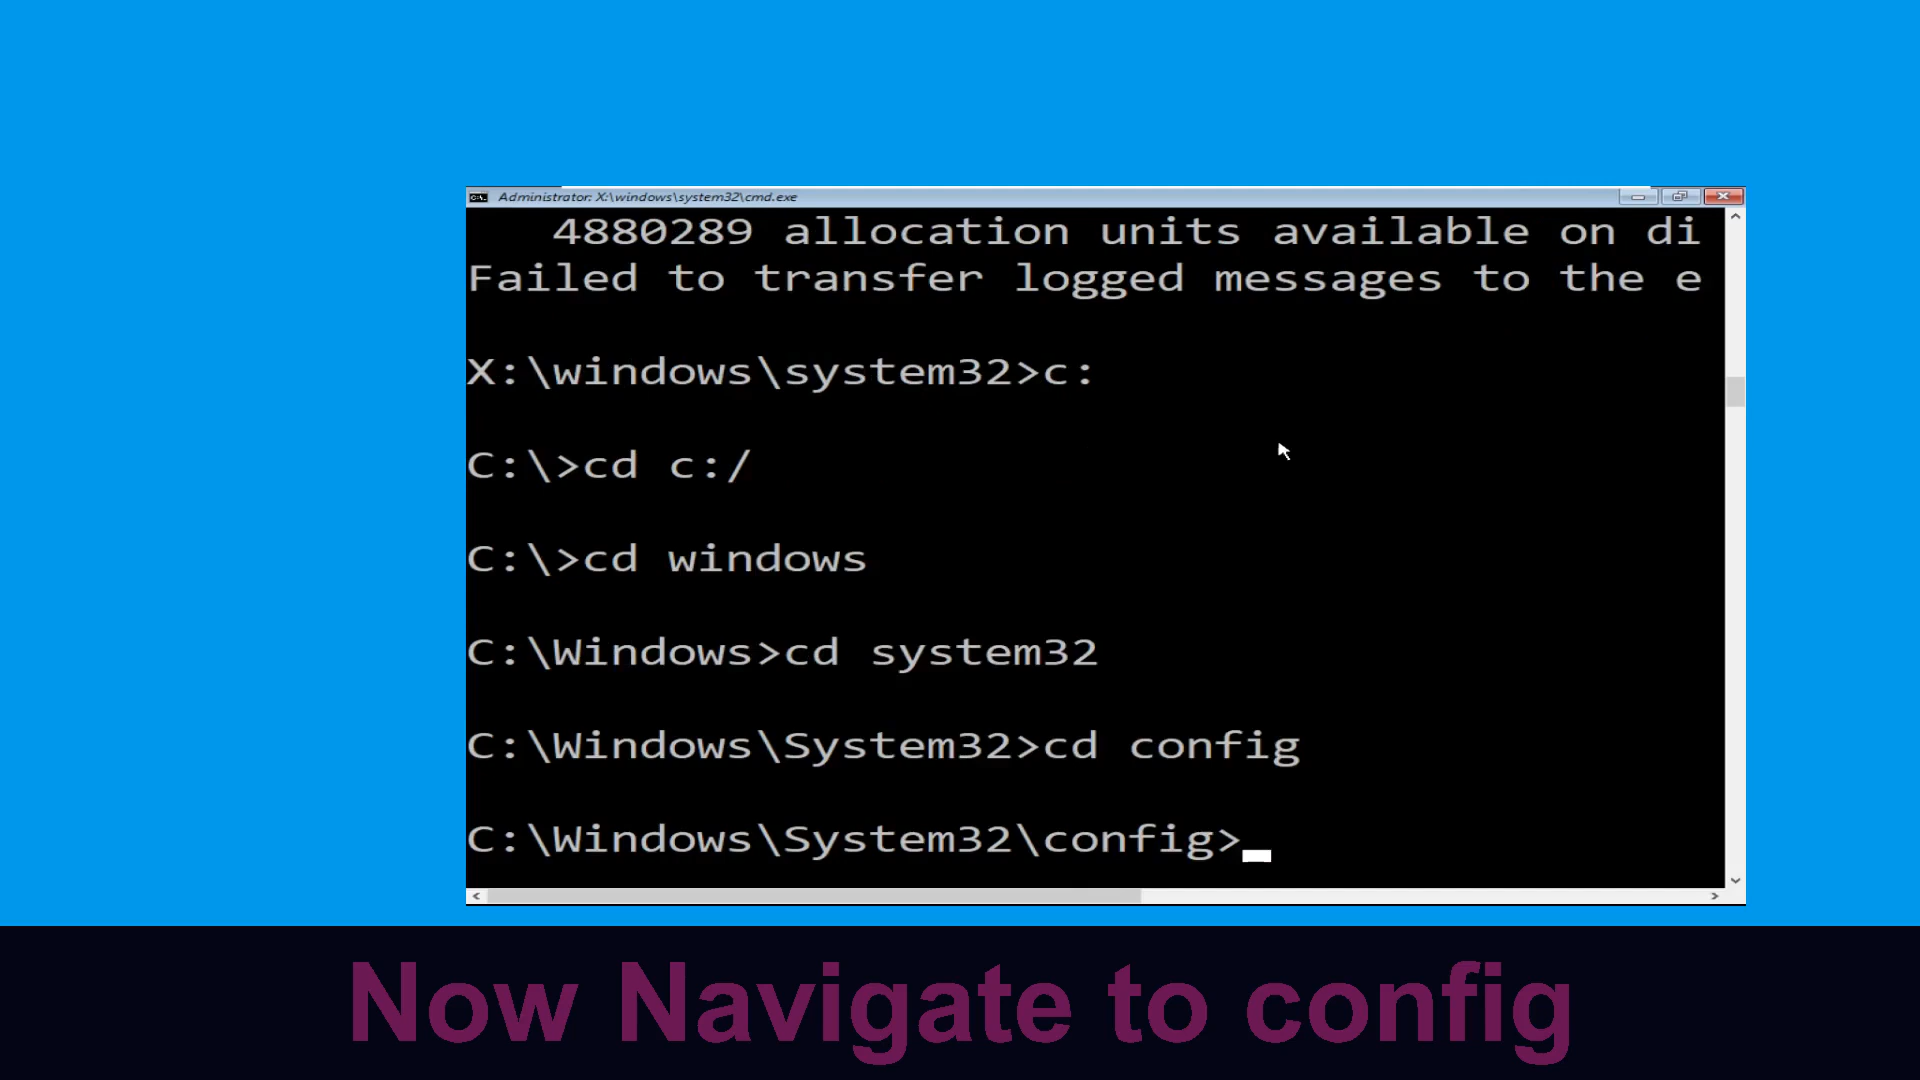 Administrator: X:\windows\system32\cmd.exe
4880289 allocation units available on di
Failed to transfer logged messages to the e
X:\windows\system32>c:
C:\>cd c:/
C:\>cd windows
C:\Windows>cd system32
C:\Windows\System32>cd config
C:\Windows\System32\config>
Now Navigate to config